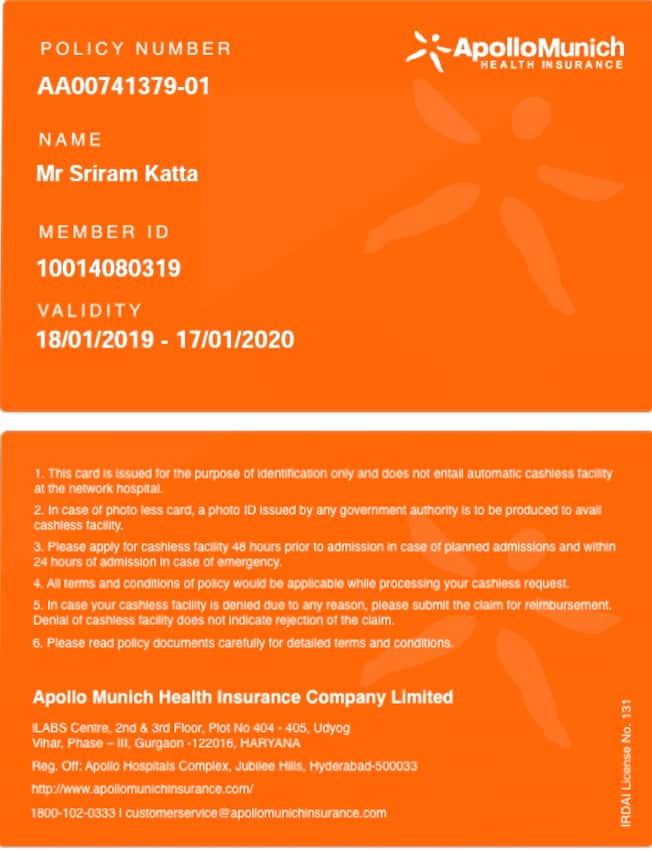 POLICY NUMBER
ApolloMunich
HEALTH INSURANCE
AA00741379-01
NAME
Mr Sriram Katta
MEMBER ID
10014080319
VALIDITY
18/01/2019 - 17/01/2020
1. This card is issued for the purpose of identification only and does not entail automatic cashless facility
at the network hospital.
2. In case of photo less card, a photo ID issued by any government authority is to be produced to avail
cashless facility.
3. Please apply for cashless facility 48 hours prior to admission in case of planned admissions and within
24 hours of admission in case of emergency.
4. All terms and conditions of policy would be applicable while processing your cashless request.
5. In case your cashless facility is denied due to any reason, please submit the claim for reimbursement.
Denial of cashless facility does not indicate rejection of the claim.
6. Please read policy documents carefully for detailed terms and conditions.
Apollo Munich Health Insurance Company Limited
iLABS Centre, 2nd & 3rd Floor, Plot No 404 - 405, Udyog
Vihar, Phase – III, Gurgaon -122016, HARYANA
Reg. Off: Apollo Hospitals Complex, Jubilee Hills, Hyderabad-500033
http://www.apollomunichinsurance.com/
1800-102-0333 I customerservice@apollomunichinsurance.com
IRDAI License No. 131